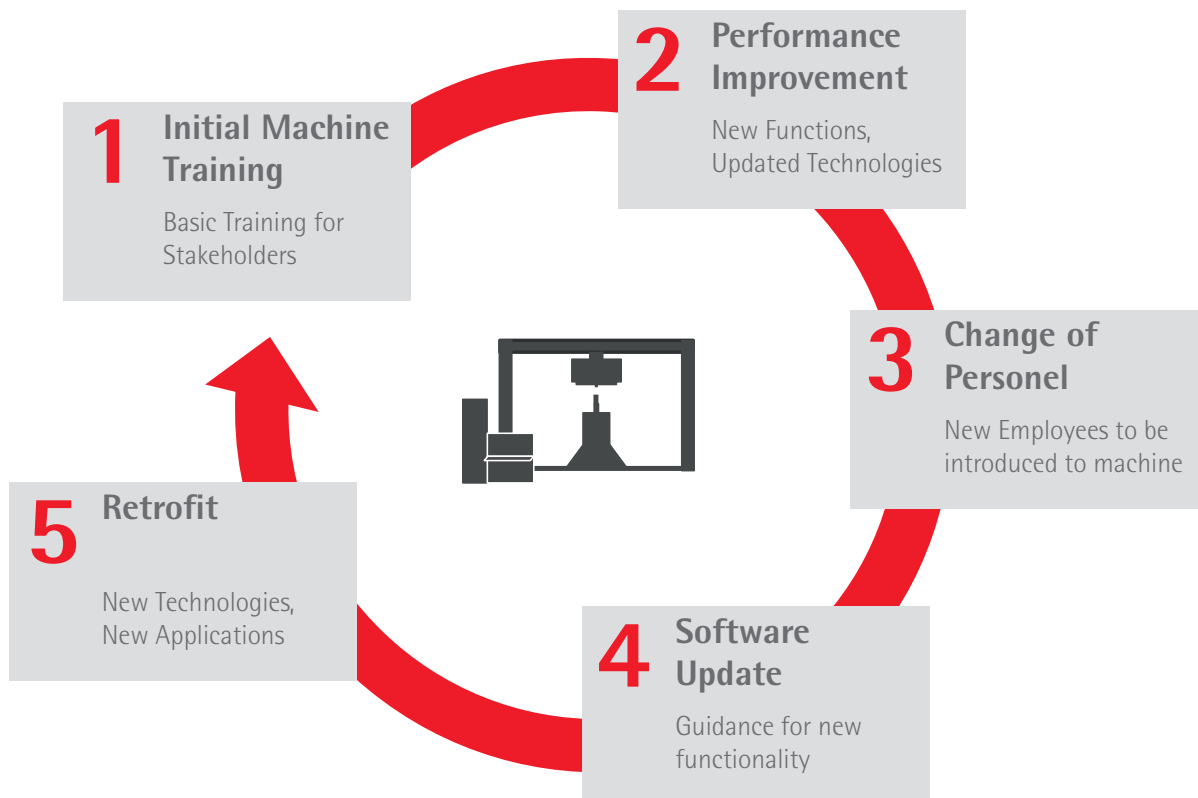 1
Initial Machine
Training
Basic Training for
Stakeholders
2
Performance
Improvement
New Functions,
Updated Technologies
3
Change of
Personel
New Employees to be
introduced to machine
4
Software
Update
Guidance for new
functionality
5
Retrofit
New Technologies,
New Applications